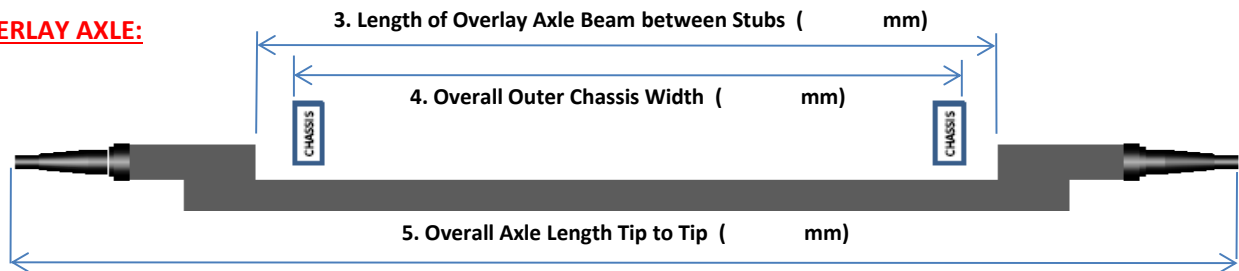 ERLAY AXLE:
3. Length of Overlay Axle Beam between Stubs ( mm)
4. Overall Outer Chassis Width ( mm)
CHASSIS
CHASSIS
5. Overall Axle Length Tip to Tip ( mm)